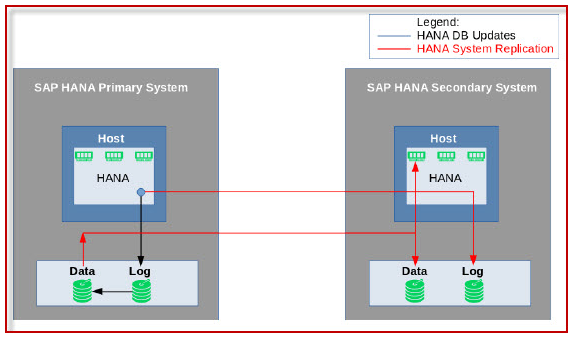 Legend:
HANA DB Updates
HANA System Replication
SAP HANA Primary System
SAP HANA Secondary System
Host
HANA
Host
HANA
Data
Log
Data
Log